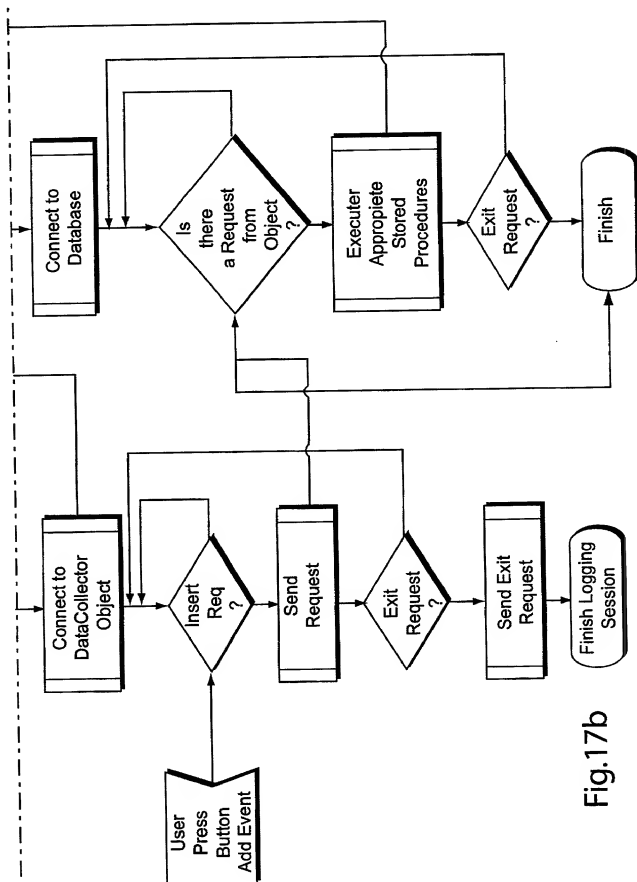 Connect to
DataCollector
Object
Connect to
Database
User
Press
Button
Add Event
Insert
Req
?
Is
there
a Request
from
Object
?
Send
Request
Executer
Appropiete
Stored
Procedures
Exit
Request
?
Exit
Request
?
Send Exit
Request
Finish
Finish Logging
Session
Fig.17b